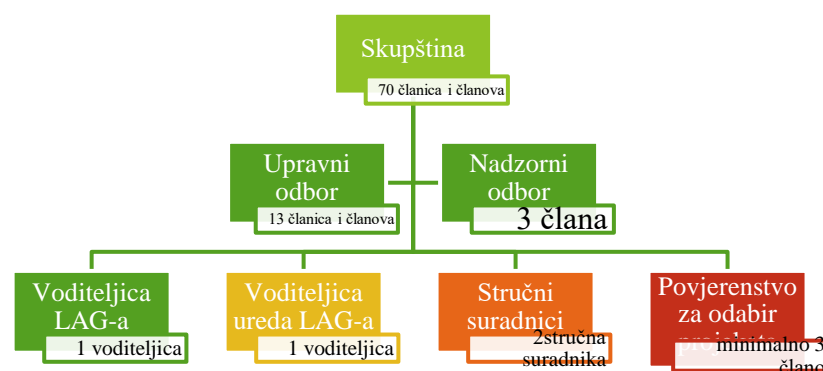 Skupština
70 članica i članova
Upravni
odbor
13 članica i članova
Nadzorni
odbor
3 člana
Voditeljica
LAG-a
1 voditeljica
Voditeljica
ureda LAG-a
1 voditeljica
Stručni
suradnici
2stručna
suradnika
Povjerenstvo
za odabir
minimalno 3